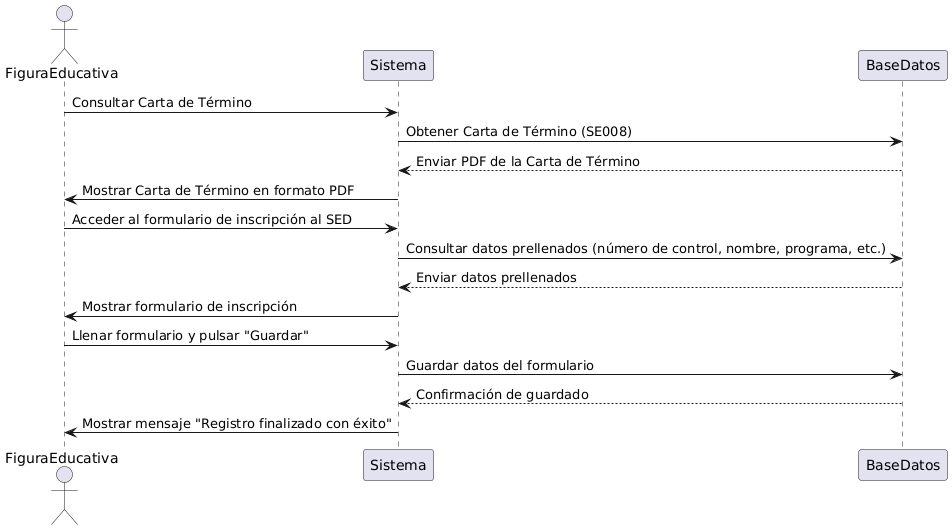 FiguraEducativa
Sistema
BaseDatos
Consultar Carta de Término
Obtener Carta de Término (SE008)
Enviar PDF de la Carta de Término
Mostrar Carta de Término en formato PDF
Acceder al formulario de inscripción al SED
Consultar datos prellenados (número de control, nombre, programa, etc.)
Enviar datos prellenados
Mostrar formulario de inscripción
Llenar formulario y pulsar "Guardar"
Guardar datos del formulario
Confirmación de guardado
Mostrar mensaje "Registro finalizado con éxito"
FiguraEducativa
Sistema
BaseDatos